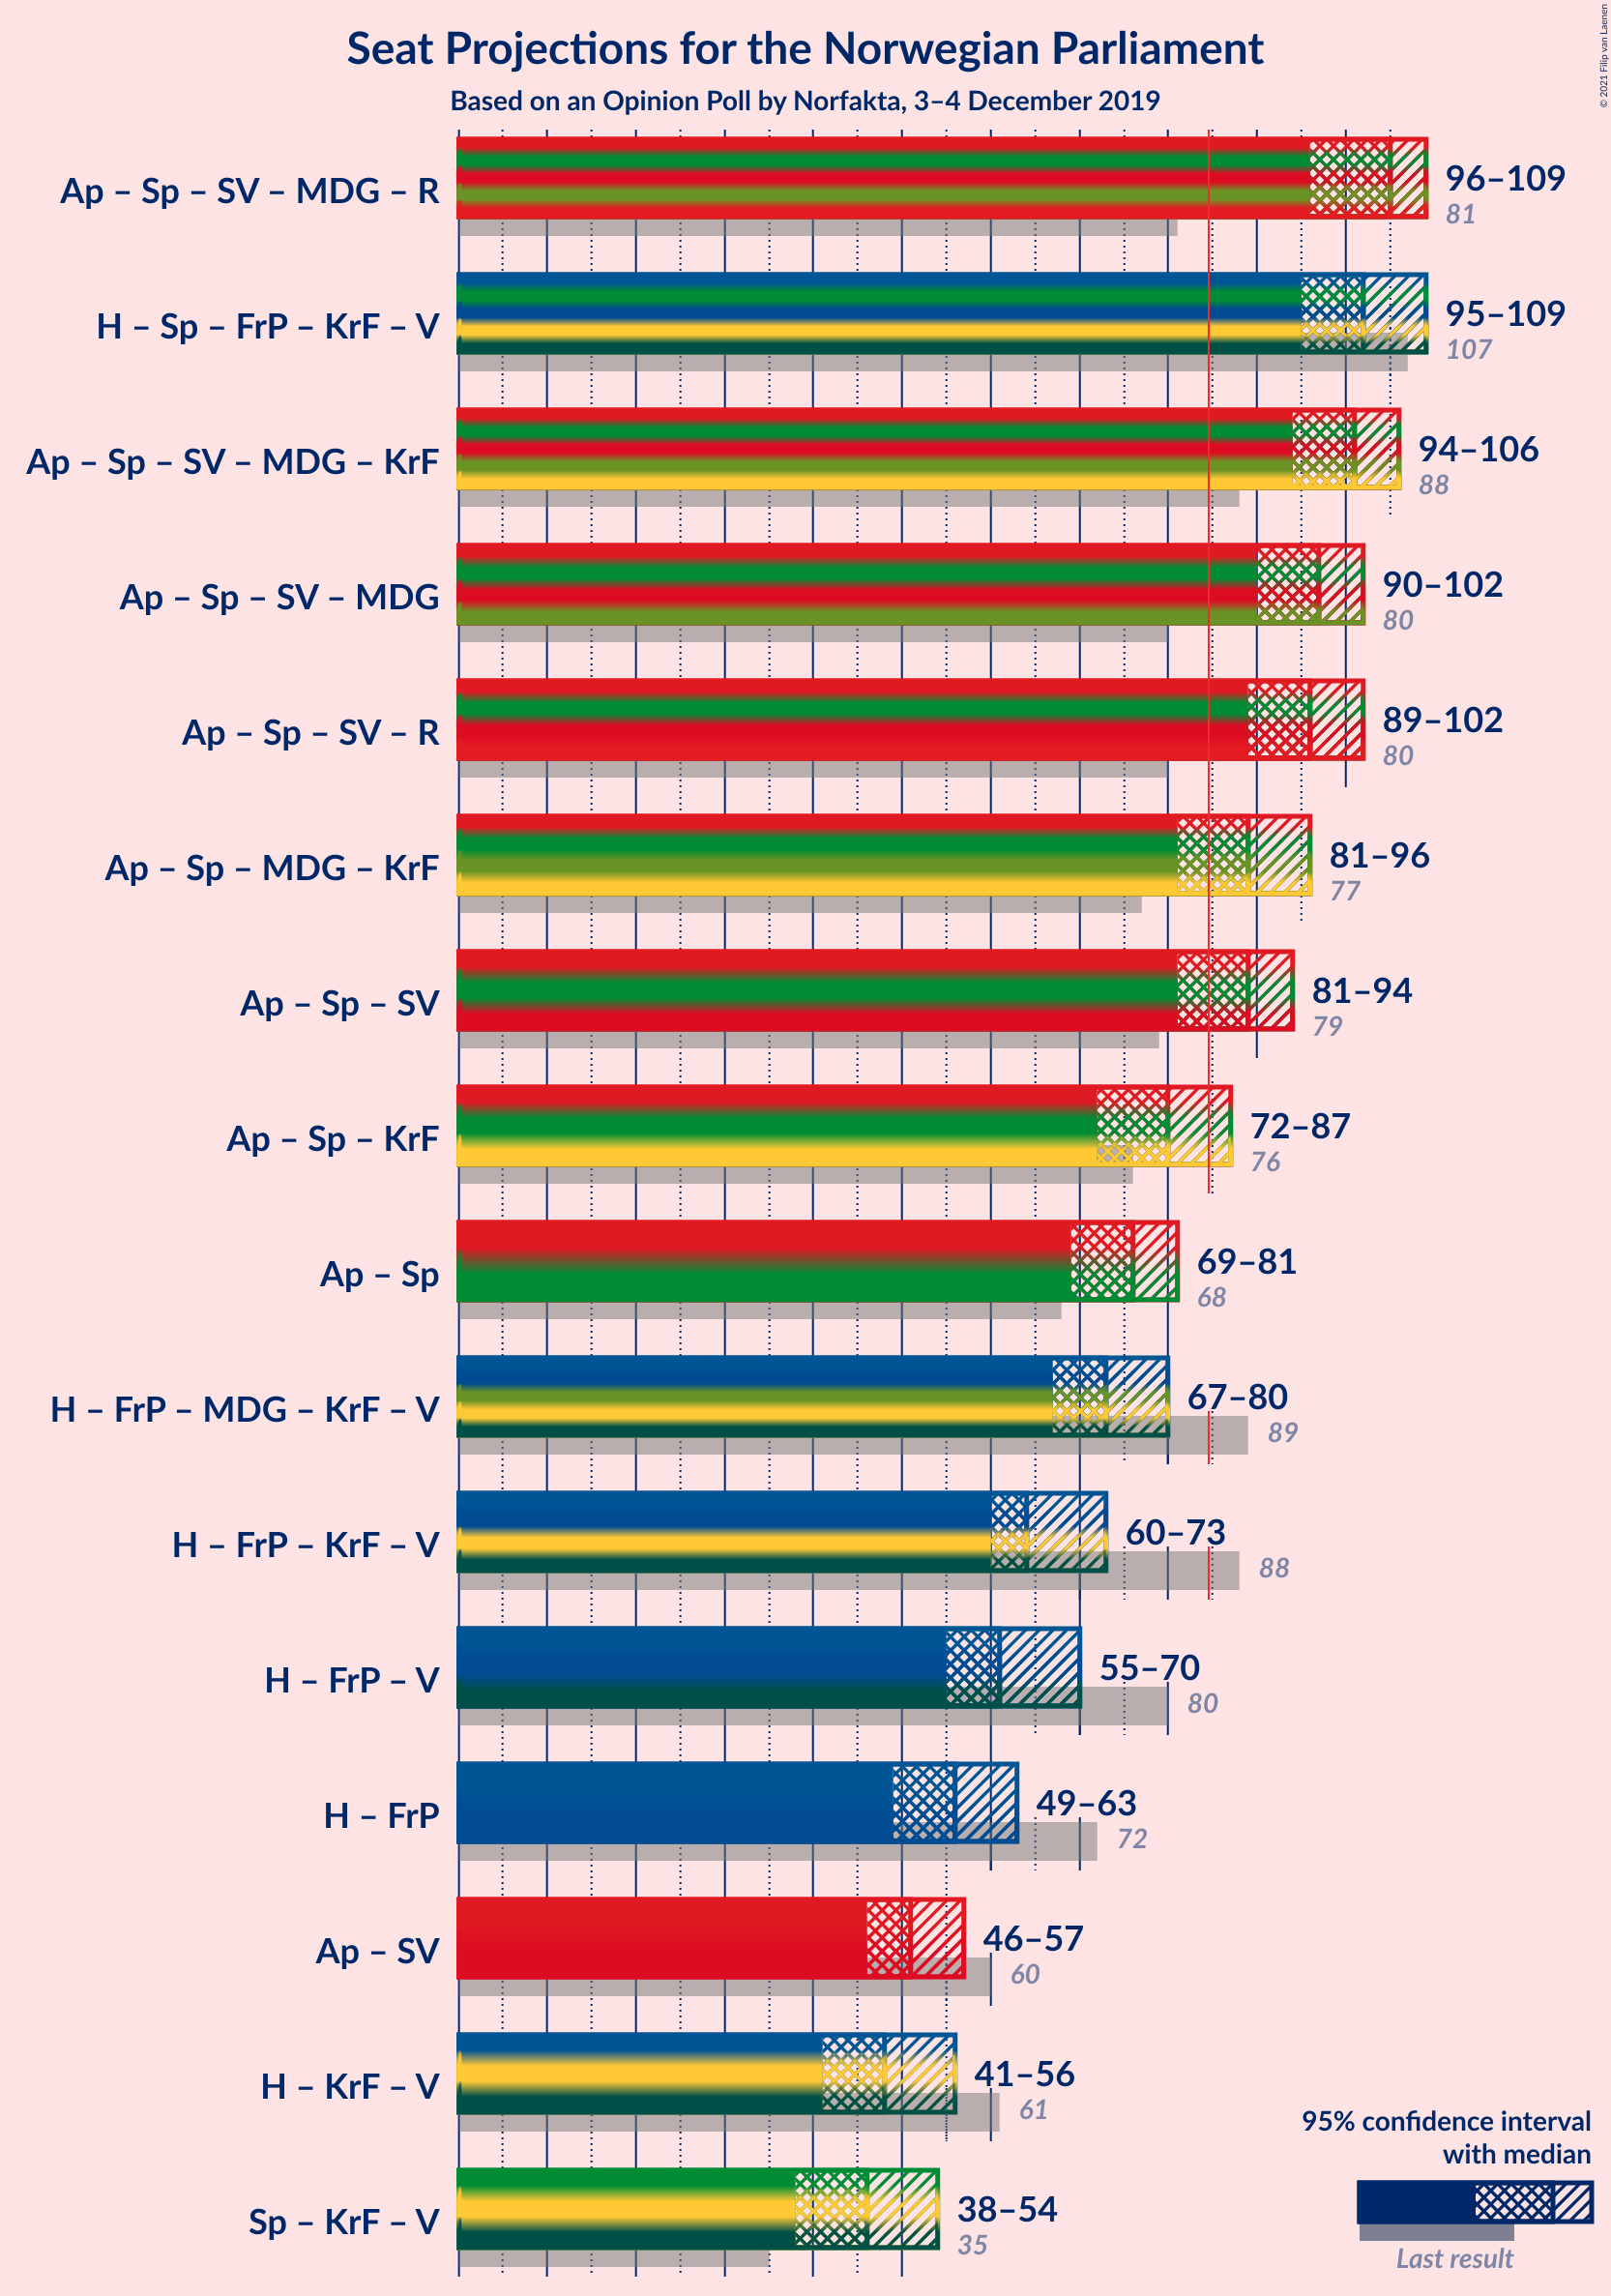 Seat Projections for the Norwegian Parliament
Based on an Opinion Poll by Norfakta, 3–4 December 2019
© 2021 Filip van Laenen
Ap – Sp – SV – MDG – R
96–109
81
H – Sp – FrP – KrF – V
95–109
107
Ap – Sp – SV – MDG – KrF
94–106
88
Ap – Sp – SV – MDG
90–102
80
Ap – Sp – SV – R
89–102
80
Ap – Sp – MDG – KrF
81–96
77
Ap – Sp – SV
81–94
79
Ap – Sp – KrF
72–87
76
Ap – Sp
69–81
68
H – FrP – MDG – KrF – V
67–80
89
H – FrP – KrF – V
60–73
88
H – FrP – V
55–70
80
H – FrP
49–63
72
Ap – SV
46–57
60
H – KrF – V
41–56
61
Sp – KrF – V
38–54
35
95% confidence interval
with median
Last result